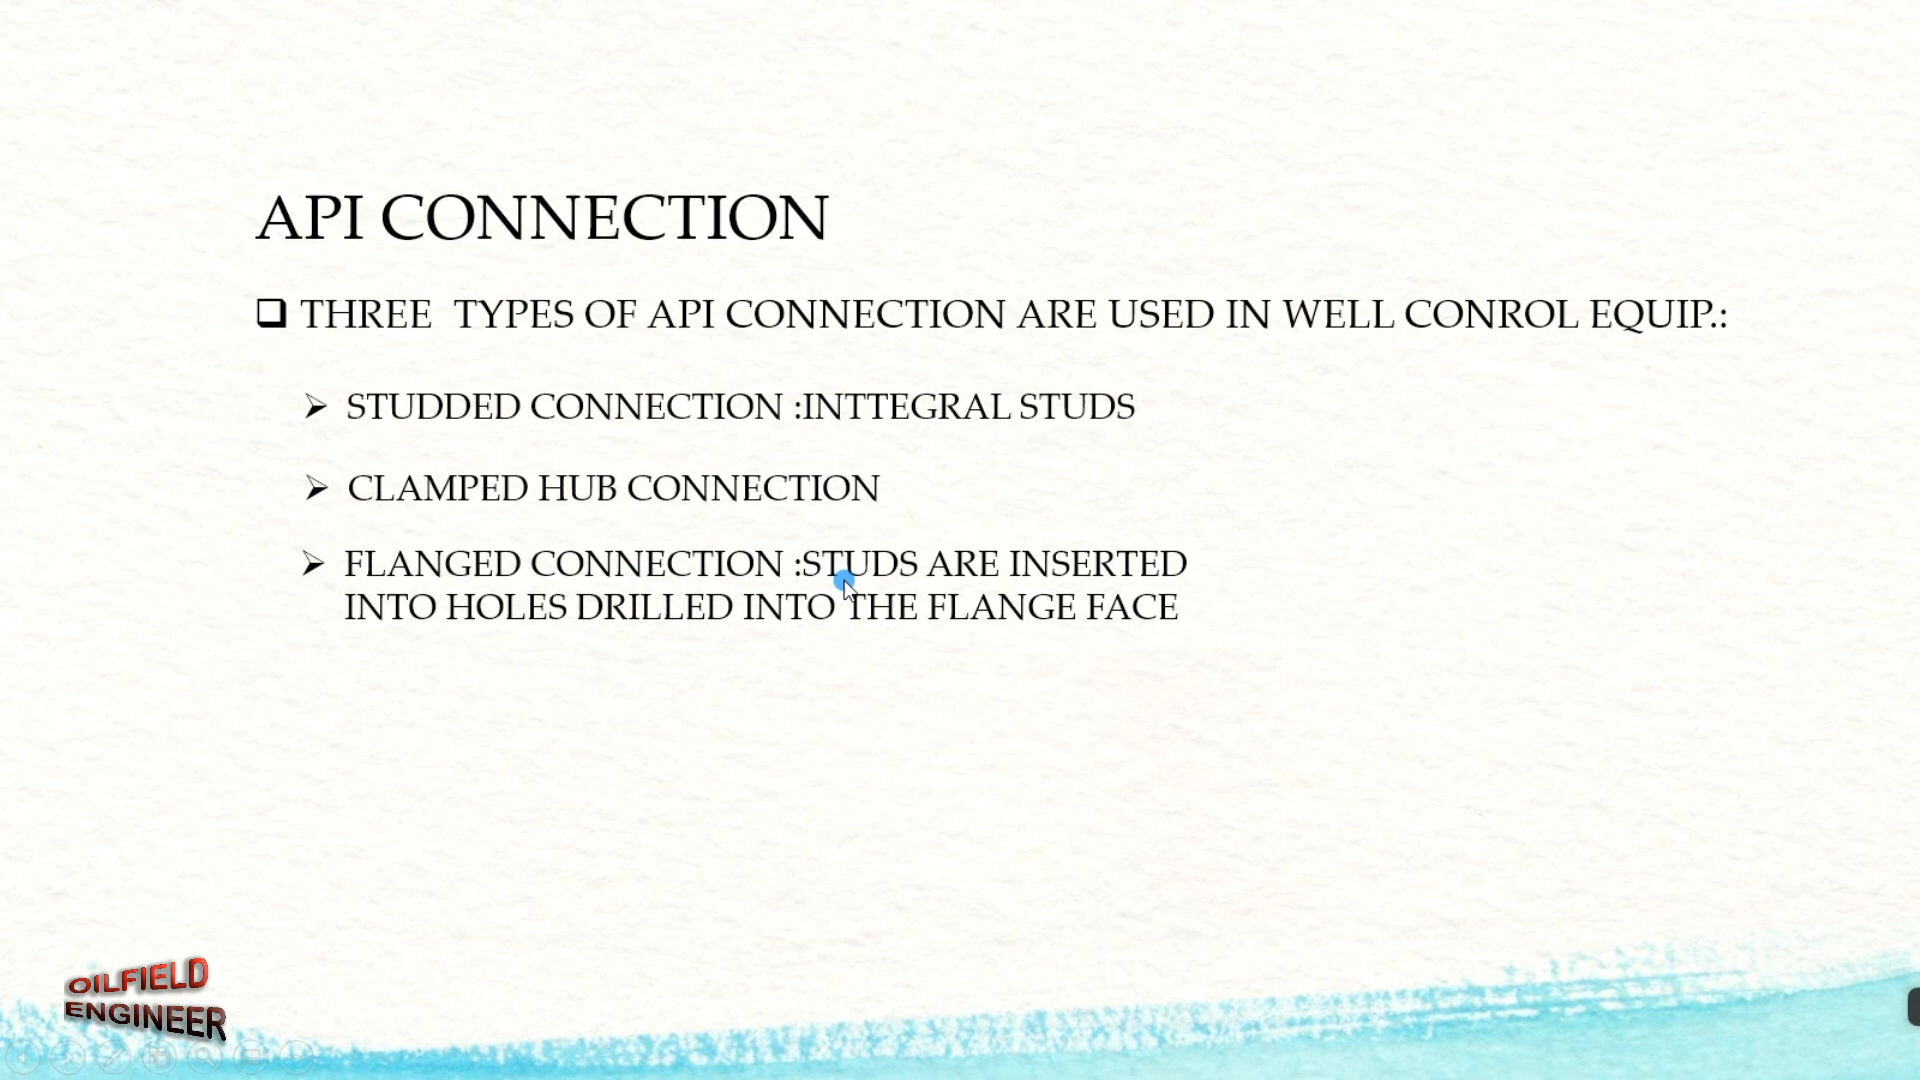 API CONNECTION
THREE TYPES OF API CONNECTION ARE USED IN WELL CONROL EQUIP.:
STUDDED CONNECTION :INTTEGRAL STUDS
CLAMPED HUB CONNECTION
FLANGED CONNECTION :STUDS ARE INSERTED
INTO HOLES DRILLED INTO THE FLANGE FACE
OILFIELD
ENGINEER